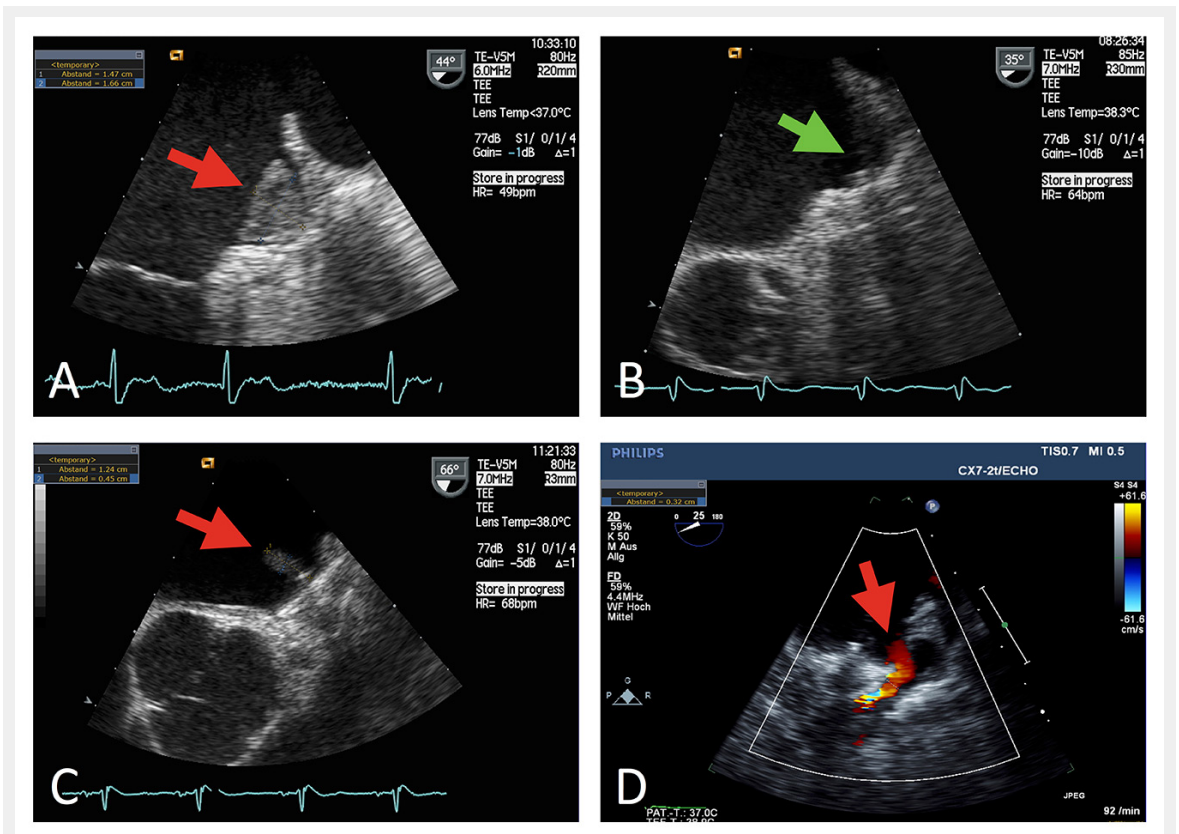 10:33:10
<temporary>
1 Abstand = 1.47 cm
2 Abstand = 1.66 cm
44°
TE-V5M 80Hz
6.0MHz R20mm
TEE
TEE
Lens Temp<37.0°C
77dB S1/ 0/1/ 4
Gain= -1dB Δ=1
Store in progress
HR= 49bpm
A
08:26:34
35°
TE-V5M 85Hz
7.0MHz R30mm
TEE
TEE
Lens Temp=38.3°C
77dB S1/ 0/1/ 4
Gain=-10dB Δ=1
Store in progress
HR= 64bpm
B
11:21:33
<temporary>
1 Abstand = 1.24 cm
2 Abstand = 0.45 cm
66°
TE-V5M 80Hz
7.0MHz R3mm
TEE
TEE
Lens Temp=38.0°C
77dB S1/ 0/1/ 4
Gain= -5dB Δ=1
Store in progress
HR= 68bpm
C
PHILIPS
TIS0.7 MI 0.5
CX7-2t/ECHO
<temporary>
Abstand = 0.32 cm
S4 S4
+61.6
-61.6
cm/s
2D
59%
K 50
M Aus
Allg
0 25 180
P
FD
59%
4.4MHz
WF Hoch
Mittel
G
P R
JPEG
D
PAT.-T.: 37.0C
TEE T.: 38.0C
92 /min